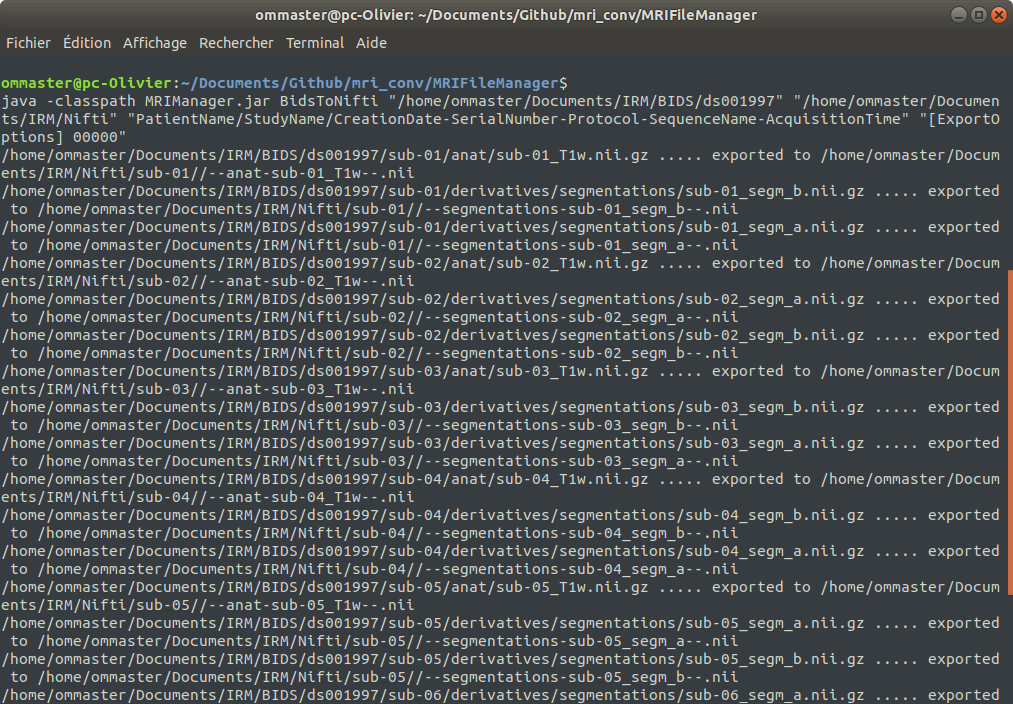 ommaster@pc-Olivier: ~/Documents/Github/mri_conv/MRIFileManager
Fichier Édition Affichage Rechercher Terminal Aide
ommaster@pc-Olivier:~/Documents/Github/mri_conv/MRIFileManager$
java -classpath MRIManager.jar BidsToNifti "/home/ommaster/Documents/IRM/BIDS/ds001997" "/home/ommaster/Documen
ts/IRM/Nifti" "PatientName/StudyName/CreationDate-SerialNumber-Protocol-SequenceName-AcquisitionTime" "[ExportO
ptions] 00000"
/home/ommaster/Documents/IRM/BIDS/ds001997/sub-01/anat/sub-01_T1w.nii.gz ..... exported to /home/ommaster/Docum
ents/IRM/Nifti/sub-01//--anat-sub-01_T1w--.nii
/home/ommaster/Documents/IRM/BIDS/ds001997/sub-01/derivatives/segmentations/sub-01_segm_b.nii.gz ..... exported
 to /home/ommaster/Documents/IRM/Nifti/sub-01//--segmentations-sub-01_segm_b--.nii
/home/ommaster/Documents/IRM/BIDS/ds001997/sub-01/derivatives/segmentations/sub-01_segm_a.nii.gz ..... exported
 to /home/ommaster/Documents/IRM/Nifti/sub-01//--segmentations-sub-01_segm_a--.nii
/home/ommaster/Documents/IRM/BIDS/ds001997/sub-02/anat/sub-02_T1w.nii.gz ..... exported to /home/ommaster/Docum
ents/IRM/Nifti/sub-02//--anat-sub-02_T1w--.nii
/home/ommaster/Documents/IRM/BIDS/ds001997/sub-02/derivatives/segmentations/sub-02_segm_a.nii.gz ..... exported
 to /home/ommaster/Documents/IRM/Nifti/sub-02//--segmentations-sub-02_segm_a--.nii
/home/ommaster/Documents/IRM/BIDS/ds001997/sub-02/derivatives/segmentations/sub-02_segm_b.nii.gz ..... exported
 to /home/ommaster/Documents/IRM/Nifti/sub-02//--segmentations-sub-02_segm_b--.nii
/home/ommaster/Documents/IRM/BIDS/ds001997/sub-03/anat/sub-03_T1w.nii.gz ..... exported to /home/ommaster/Docum
ents/IRM/Nifti/sub-03//--anat-sub-03_T1w--.nii
/home/ommaster/Documents/IRM/BIDS/ds001997/sub-03/derivatives/segmentations/sub-03_segm_b.nii.gz ..... exported
 to /home/ommaster/Documents/IRM/Nifti/sub-03//--segmentations-sub-03_segm_b--.nii
/home/ommaster/Documents/IRM/BIDS/ds001997/sub-03/derivatives/segmentations/sub-03_segm_a.nii.gz ..... exported
 to /home/ommaster/Documents/IRM/Nifti/sub-03//--segmentations-sub-03_segm_a--.nii
/home/ommaster/Documents/IRM/BIDS/ds001997/sub-04/anat/sub-04_T1w.nii.gz ..... exported to /home/ommaster/Docum
ents/IRM/Nifti/sub-04//--anat-sub-04_T1w--.nii
/home/ommaster/Documents/IRM/BIDS/ds001997/sub-04/derivatives/segmentations/sub-04_segm_b.nii.gz ..... exported
 to /home/ommaster/Documents/IRM/Nifti/sub-04//--segmentations-sub-04_segm_b--.nii
/home/ommaster/Documents/IRM/BIDS/ds001997/sub-04/derivatives/segmentations/sub-04_segm_a.nii.gz ..... exported
 to /home/ommaster/Documents/IRM/Nifti/sub-04//--segmentations-sub-04_segm_a--.nii
/home/ommaster/Documents/IRM/BIDS/ds001997/sub-05/anat/sub-05_T1w.nii.gz ..... exported to /home/ommaster/Docum
ents/IRM/Nifti/sub-05//--anat-sub-05_T1w--.nii
/home/ommaster/Documents/IRM/BIDS/ds001997/sub-05/derivatives/segmentations/sub-05_segm_a.nii.gz ..... exported
 to /home/ommaster/Documents/IRM/Nifti/sub-05//--segmentations-sub-05_segm_a--.nii
/home/ommaster/Documents/IRM/BIDS/ds001997/sub-05/derivatives/segmentations/sub-05_segm_b.nii.gz ..... exported
 to /home/ommaster/Documents/IRM/Nifti/sub-05//--segmentations-sub-05_segm_b--.nii
/home/ommaster/Documents/IRM/BIDS/ds001997/sub-06/derivatives/segmentations/sub-06_segm_a.nii.gz ..... exported